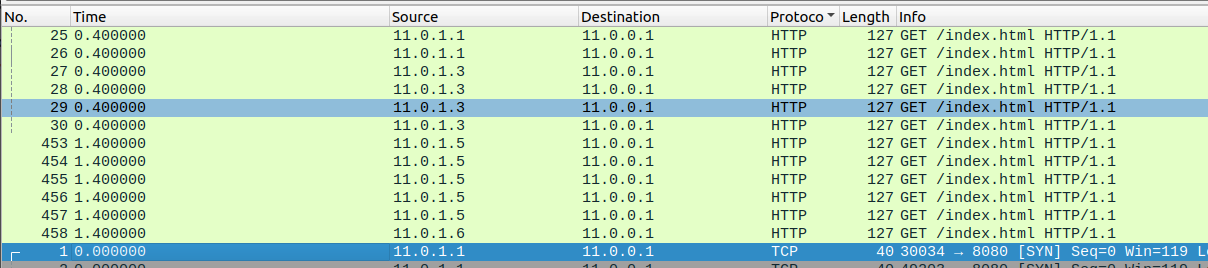 No. Time Source Destination Protoco Length Info
25 0.400000 11.0.1.1 11.0.0.1 HTTP 127 GET /index.html HTTP/1.1
26 0.400000 11.0.1.1 11.0.0.1 HTTP 127 GET /index.html HTTP/1.1
27 0.400000 11.0.1.3 11.0.0.1 HTTP 127 GET /index.html HTTP/1.1
28 0.400000 11.0.1.3 11.0.0.1 HTTP 127 GET /index.html HTTP/1.1
29 0.400000 11.0.1.3 11.0.0.1 HTTP 127 GET /index.html HTTP/1.1
30 0.400000 11.0.1.3 11.0.0.1 HTTP 127 GET /index.html HTTP/1.1
453 1.400000 11.0.1.5 11.0.0.1 HTTP 127 GET /index.html HTTP/1.1
454 1.400000 11.0.1.5 11.0.0.1 HTTP 127 GET /index.html HTTP/1.1
455 1.400000 11.0.1.5 11.0.0.1 HTTP 127 GET /index.html HTTP/1.1
456 1.400000 11.0.1.5 11.0.0.1 HTTP 127 GET /index.html HTTP/1.1
457 1.400000 11.0.1.5 11.0.0.1 HTTP 127 GET /index.html HTTP/1.1
458 1.400000 11.0.1.6 11.0.0.1 HTTP 127 GET /index.html HTTP/1.1
1 0.000000 11.0.1.1 11.0.0.1 TCP 40 30034 → 8080 [SYN] Seq=0 Win=119 L